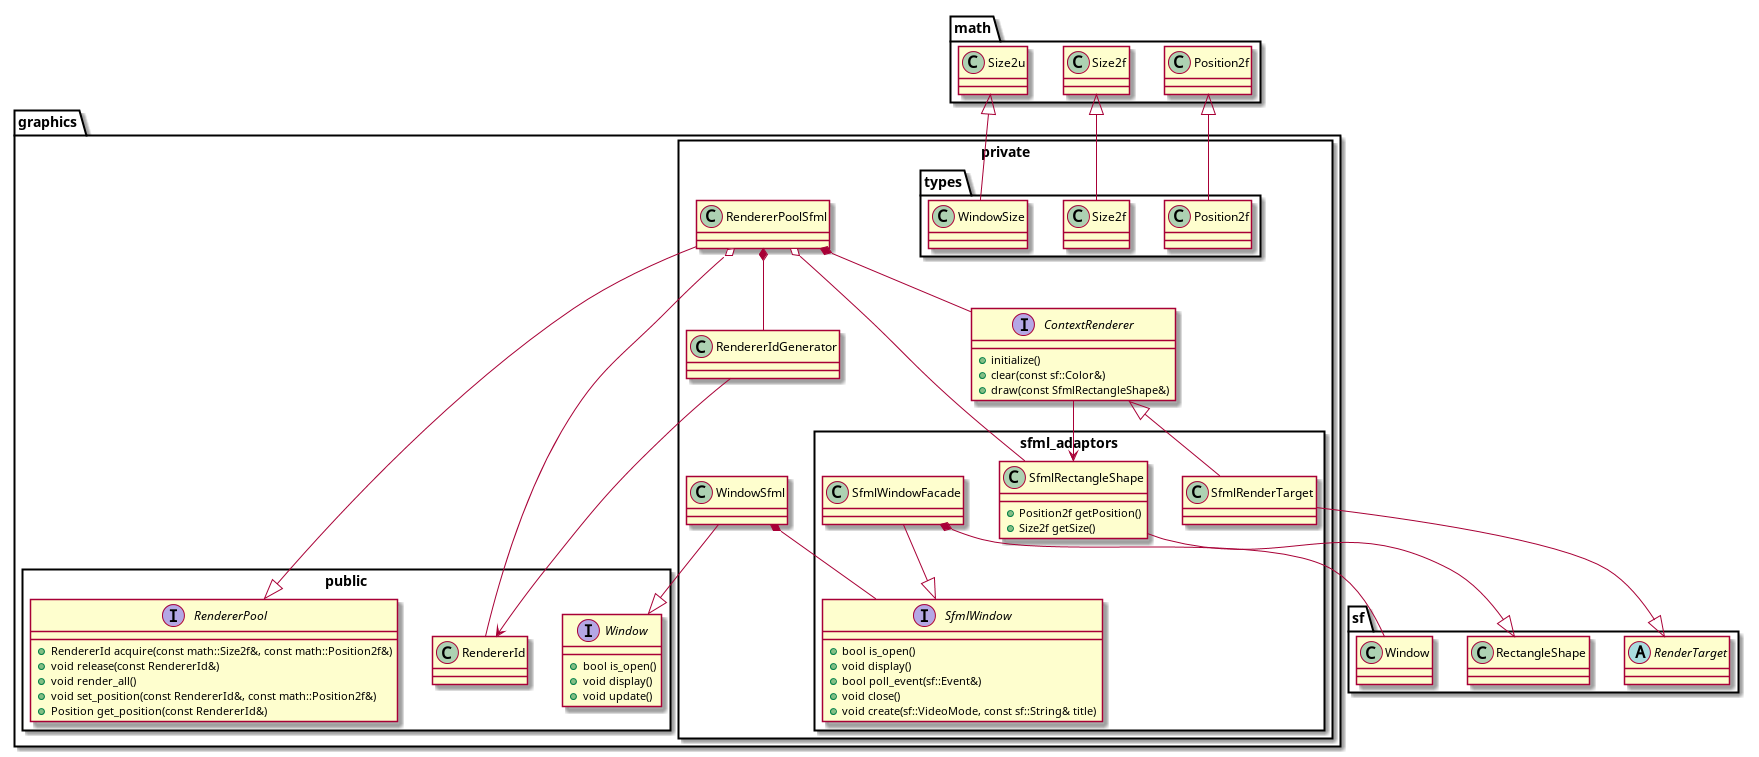 math
C Size2u
C Size2f
C Position2f
graphics
private
types
C WindowSize
C Size2f
C Position2f
C RendererPoolSfml
C RendererIdGenerator
I ContextRenderer
initialize()
clear(const sf::Color&)
draw(const SfmlRectangleShape&)
sfml_adaptors
C WindowSfml
C SfmlWindowFacade
C SfmlRectangleShape
Position2f getPosition()
Size2f getSize()
C SfmlRenderTarget
public
I RendererPool
RendererId acquire(const math::Size2f&, const math::Position2f&)
void release(const RendererId&)
void render_all()
void set_position(const RendererId&, const math::Position2f&)
Position get_position(const RendererId&)
C RendererId
I Window
bool is_open()
void display()
void update()
I SfmlWindow
bool is_open()
void display()
bool poll_event(sf::Event&)
void close()
void create(sf::VideoMode, const sf::String& title)
sf
C Window
C RectangleShape
A RenderTarget